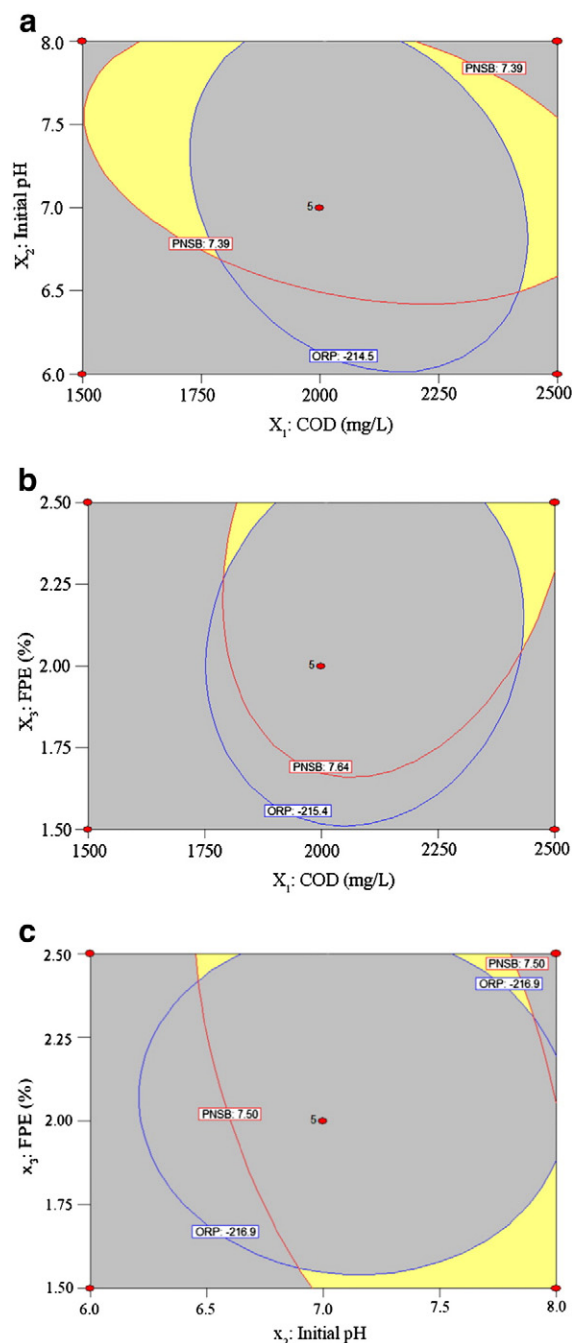 a
8.0
PNSB: 7.39
7.5
X2: Initial pH
7.0
5
PNSB: 7.39
6.5
ORP: -214.5
6.0
1500 1750 2000 2250 2500
X1: COD (mg/L)
b
2.50
2.25
X3: FPE (%)
2.00
5
1.75
PNSB: 7.64
ORP: -215.4
1.50
1500 1750 2000 2250 2500
X1: COD (mg/L)
c
2.50
PNSB: 7.50
ORP: -216.9
2.25
x3: FPE (%)
PNSB: 7.50
2.00
5
1.75
ORP: -216.9
1.50
6.0 6.5 7.0 7.5 8.0
x2: Initial pH